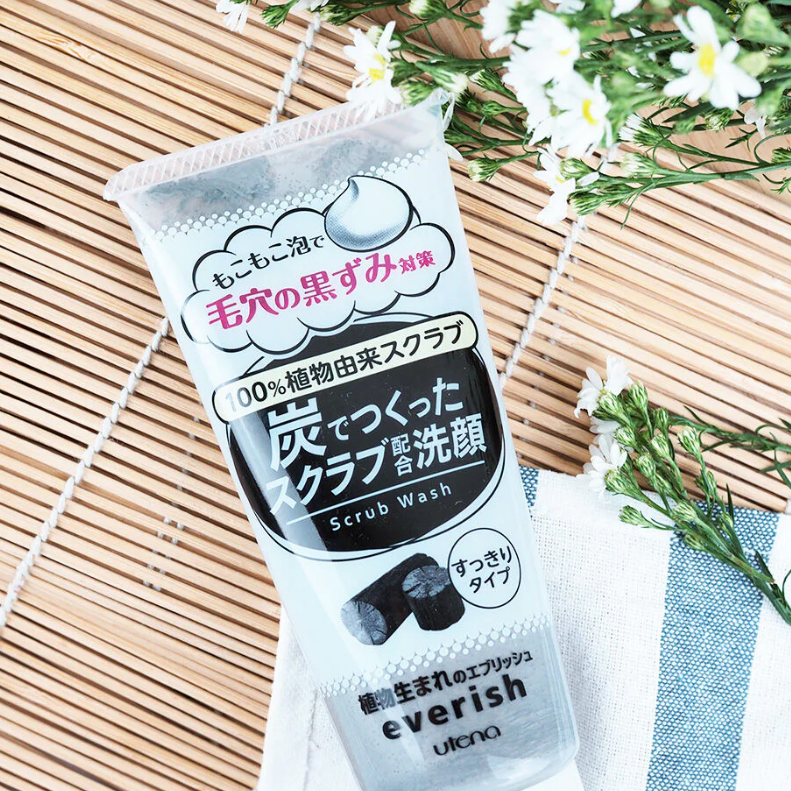 もこもこ泡で
毛穴の黒ずみ対策
100%植物由来スクラブ
炭でつくった
スクラブ配合洗顔
Scrub Wash
すっきり
タイプ
植物生まれのエブリッシュ
everish
utena